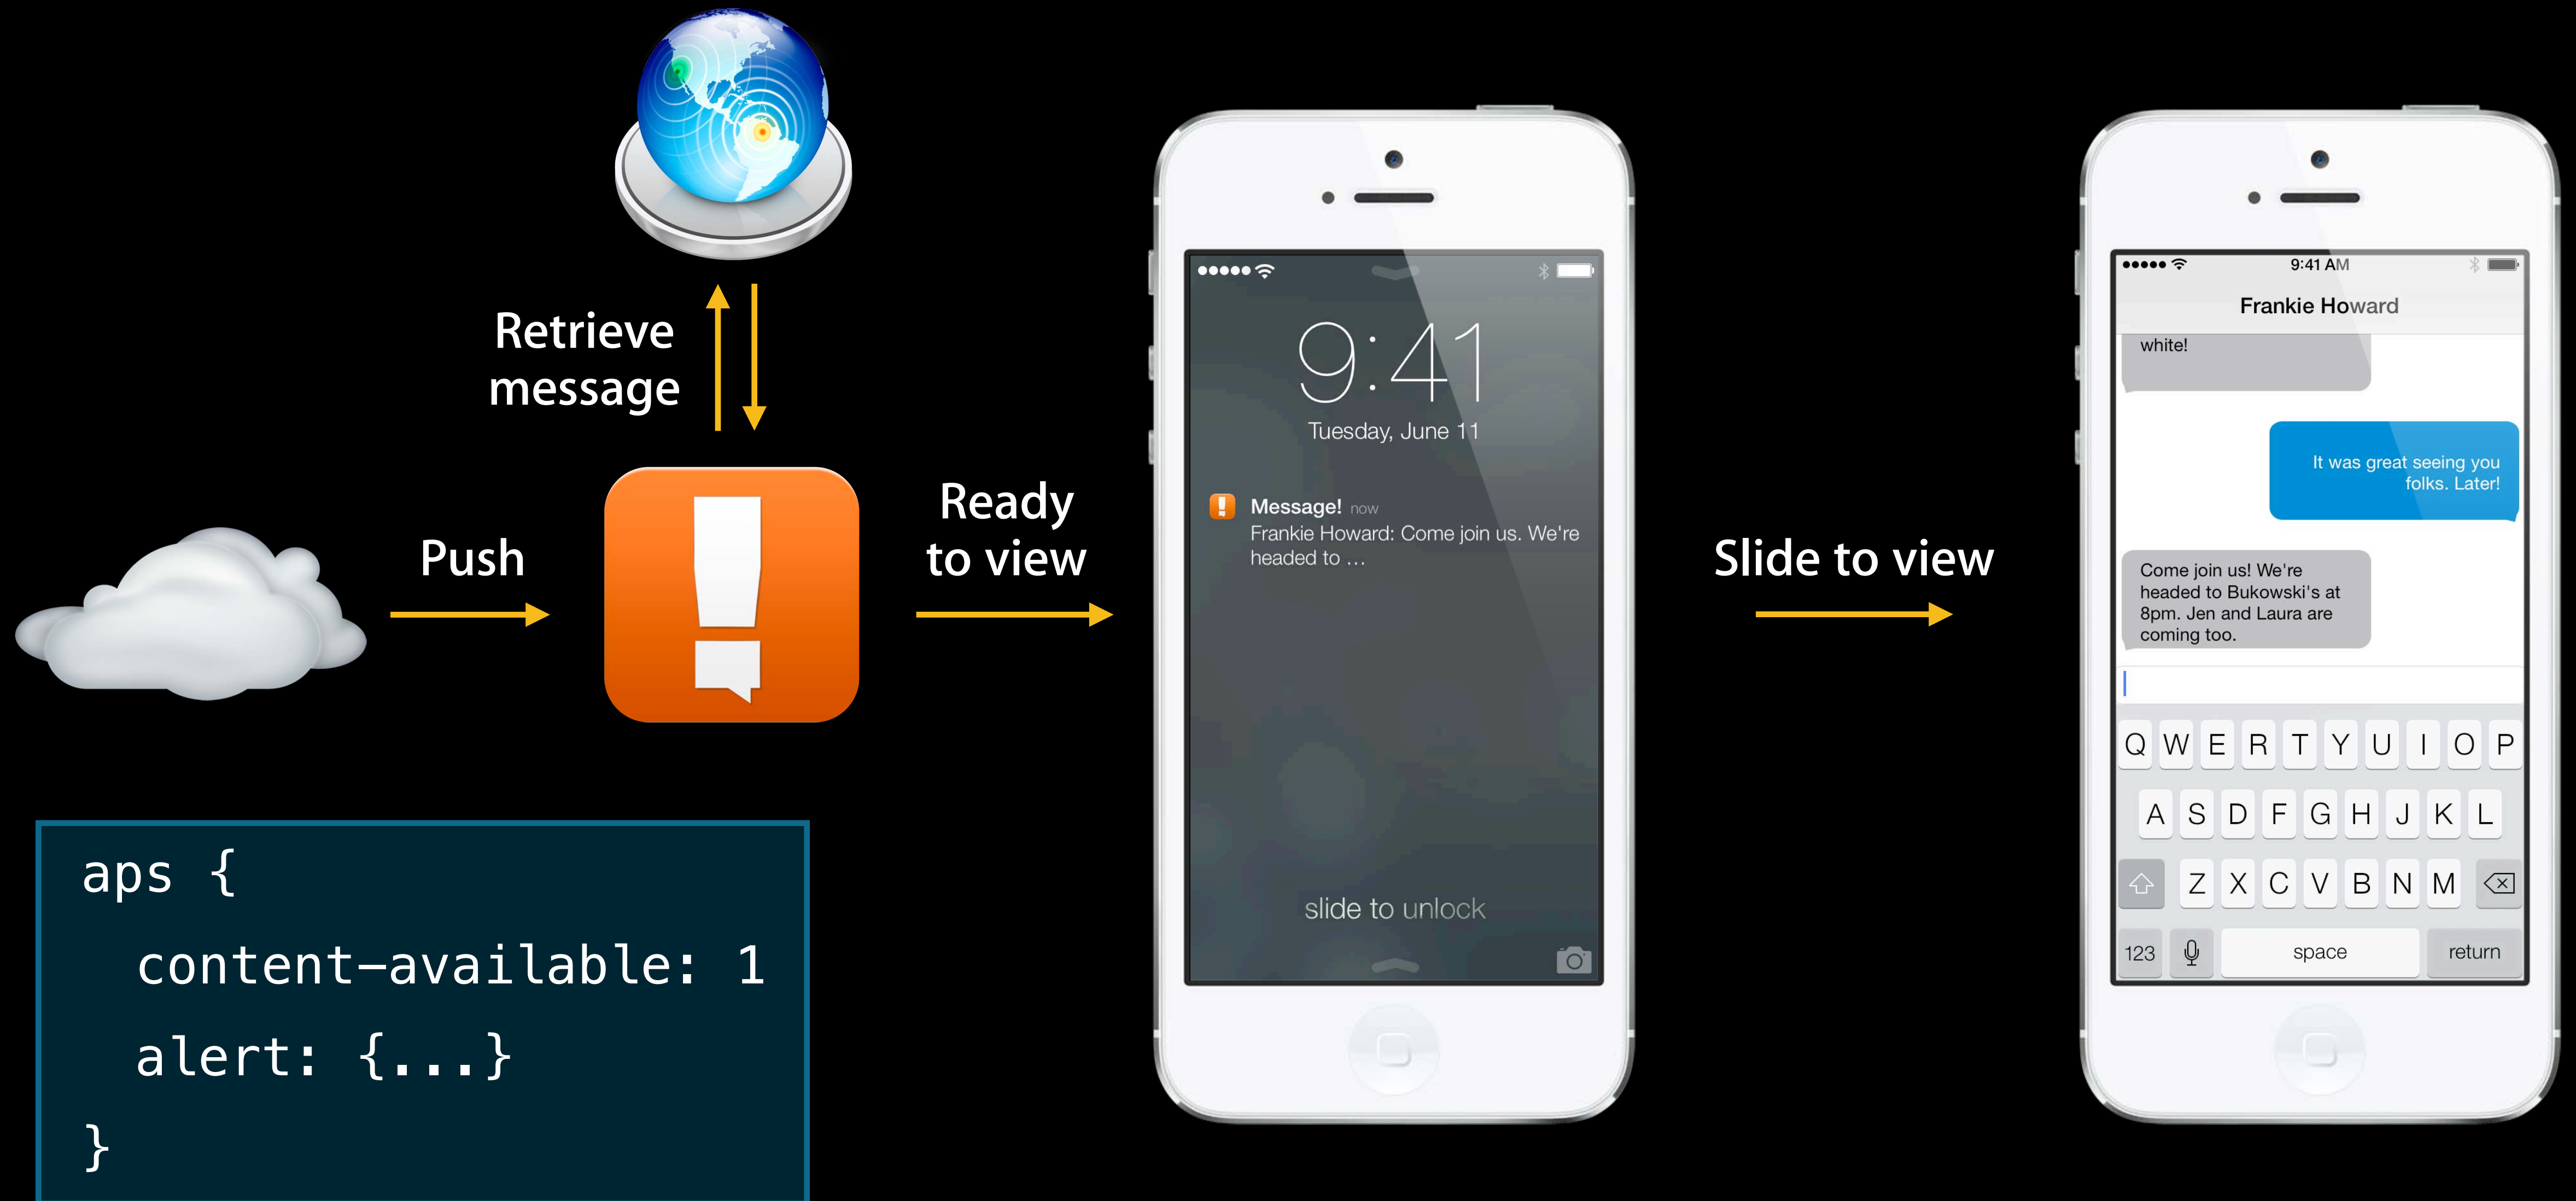 Retrieve
message
Push
Ready
to view
aps {
content-available: 1
alert: {...}
}
9:41
Tuesday, June 11
Message! now
Frankie Howard: Come join us. We're
headed to …
slide to unlock
Slide to view
9:41 AM
Frankie Howard
white!
It was great seeing you
folks. Later!
Come join us! We're
headed to Bukowski's at
8pm. Jen and Laura are
coming too.
Q W E R T Y U I O P
A S D F G H J K L
Z X C V B N M
123 space return